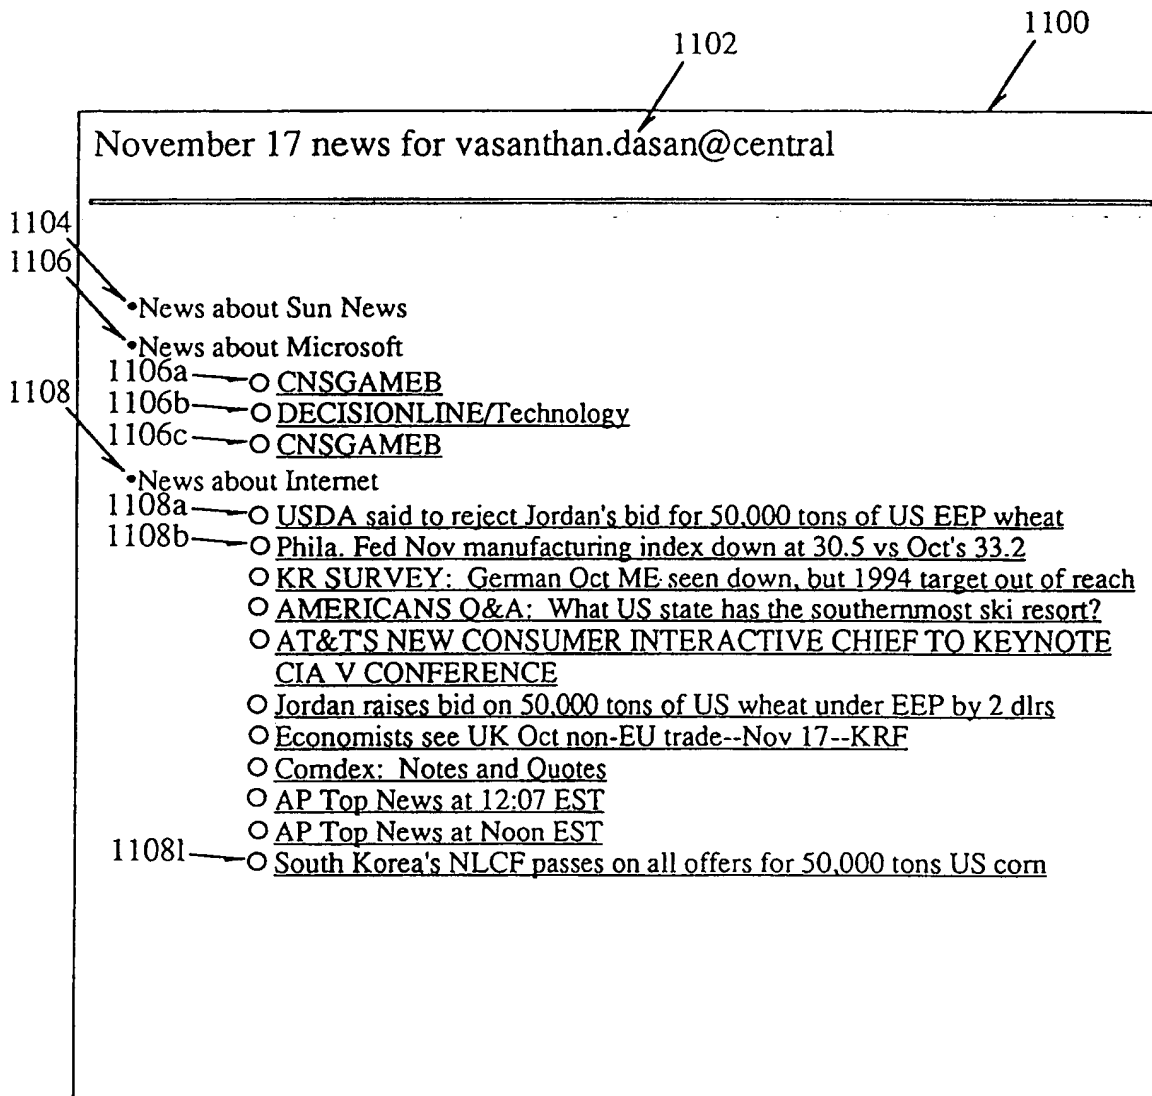 1102
1100
November 17 news for vasanthan.dasan@central
1104
1106
•News about Sun News
•News about Microsoft
1106a
CNSGAMEB
1108
1106b
DECISIONLINE/Technology
1106c
CNSGAMEB
•News about Internet
1108a
USDA said to reject Jordan's bid for 50,000 tons of US EEP wheat
1108b
Phila. Fed Nov manufacturing index down at 30.5 vs Oct's 33.2
KR SURVEY: German Oct ME seen down, but 1994 target out of reach
AMERICANS Q&A: What US state has the southernmost ski resort?
AT&T'S NEW CONSUMER INTERACTIVE CHIEF TO KEYNOTE
CIA V CONFERENCE
Jordan raises bid on 50,000 tons of US wheat under EEP by 2 dlrs
Economists see UK Oct non-EU trade--Nov 17--KRF
Comdex: Notes and Quotes
AP Top News at 12:07 EST
AP Top News at Noon EST
1108l
South Korea's NLCF passes on all offers for 50,000 tons US corn